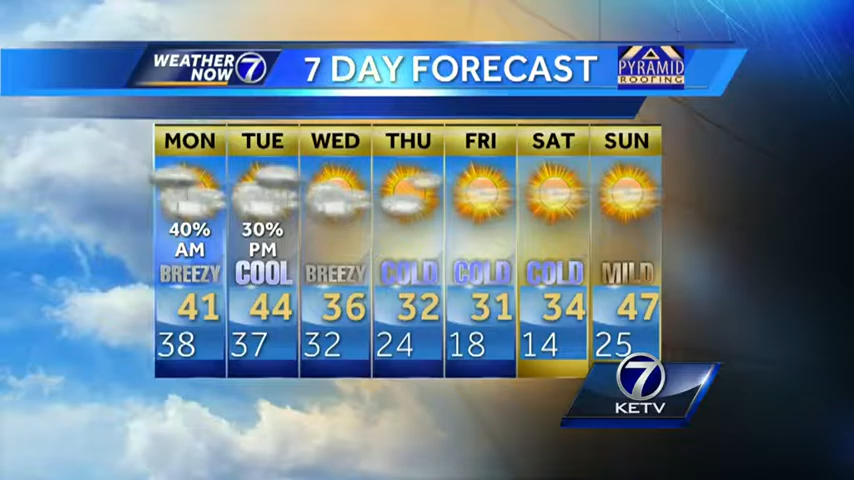 WEATHER NOW 7
7 DAY FORECAST
PYRAMID
ROOFING
MON TUE WED THU FRI SAT SUN
40% 30%
AM PM
BREEZY COOL BREEZY COLD COLD COLD MILD
41 44 36 32 31 34 47
38 37 32 24 18 14 25
7
KETV